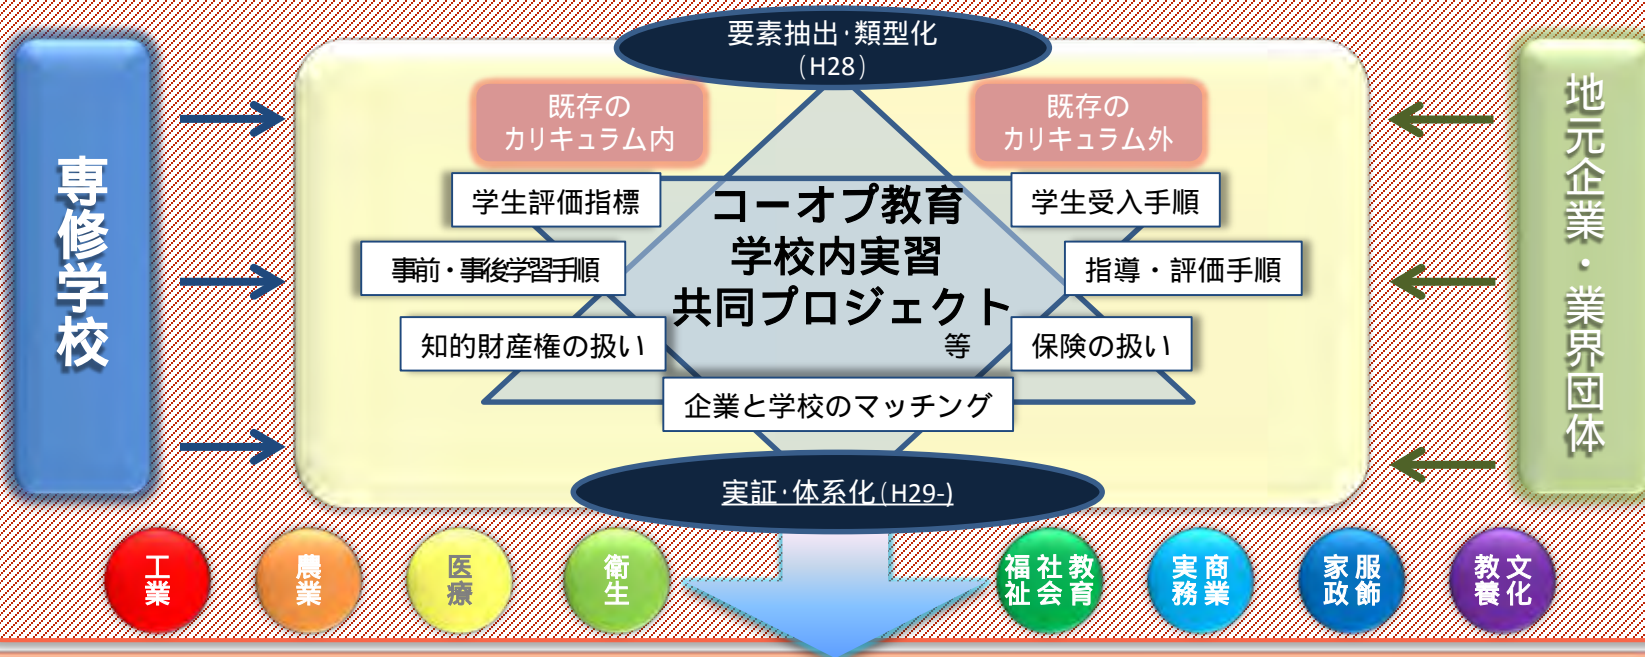 要素抽出・類型化
(H28)
専修学校
地元企業・業界団体
既存の
カリキュラム内
既存の
カリキュラム外
学生評価指標
学生受入手順
コーオプ教育
学校内実習
共同プロジェクト
等
事前・事後学習手順
指導・評価手順
知的財産権の扱い
保険の扱い
企業と学校のマッチング
実証・体系化(H29-)
工業
農業
医療
衛生
教育
社会
福祉
商業
実務
服飾
家政
文化
教養